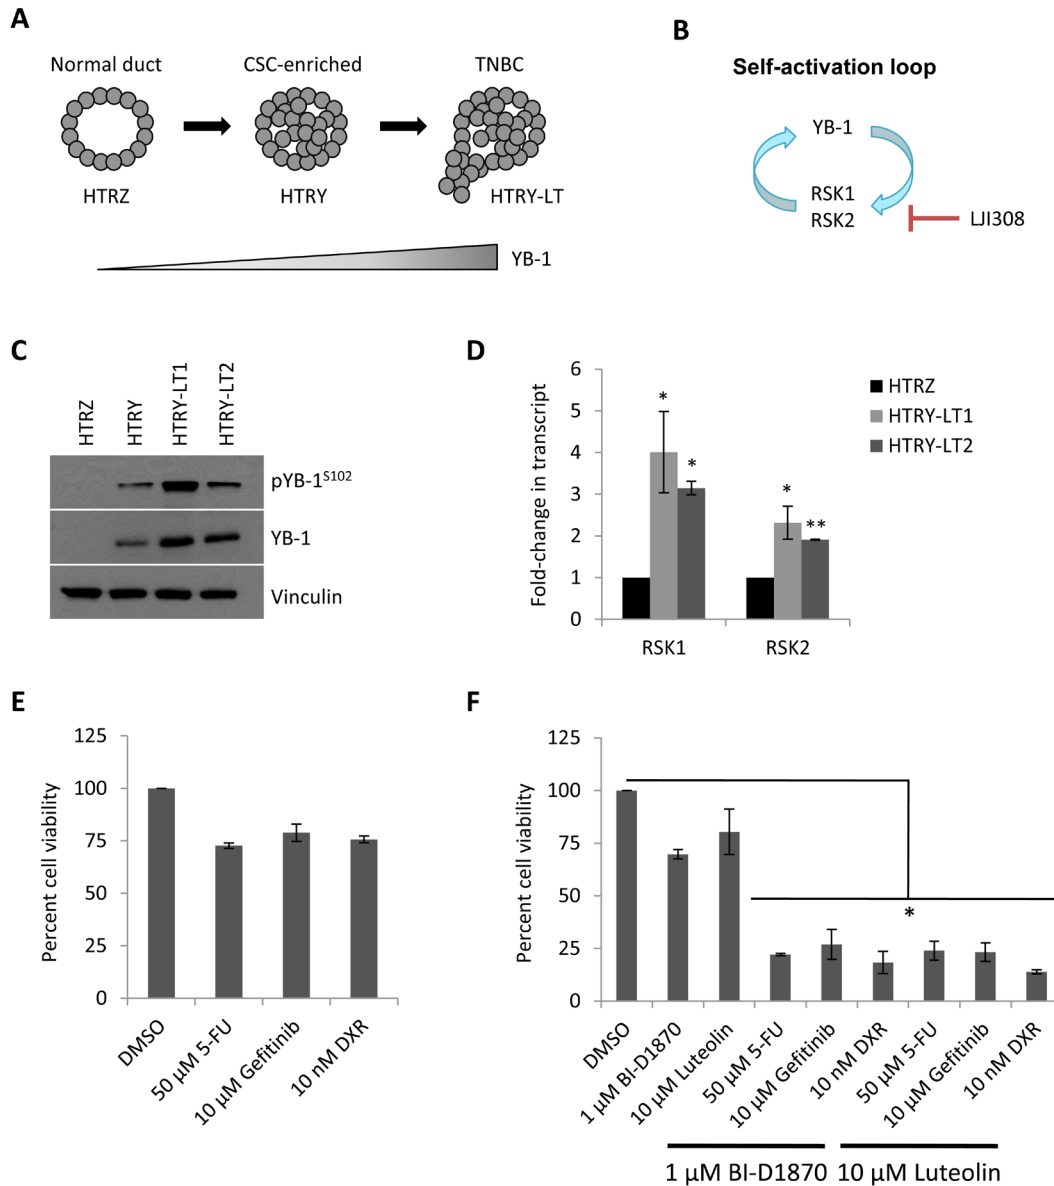 A
Normal duct
CSC-enriched
TNBC
HTRZ
HTRY
HTRY-LT
YB-1
B
Self-activation loop
YB-1
RSK1
RSK2
LJI308
C
HTRZ
HTRY
HTRY-LT1
HTRY-LT2
pYB-1S102
YB-1
Vinculin
D
Fold-change in transcript
6
5
4
3
2
1
0
*
*
*
**
RSK1
RSK2
HTRZ
HTRY-LT1
HTRY-LT2
E
Percent cell viability
125
100
75
50
25
0
DMSO
50 µM 5-FU
10 µM Gefitinib
10 nM DXR
F
Percent cell viability
125
100
75
50
25
0
*
DMSO
1 µM BI-D1870
10 µM Luteolin
50 µM 5-FU
10 µM Gefitinib
10 nM DXR
50 µM 5-FU
10 µM Gefitinib
10 nM DXR
1 µM BI-D1870
10 µM Luteolin